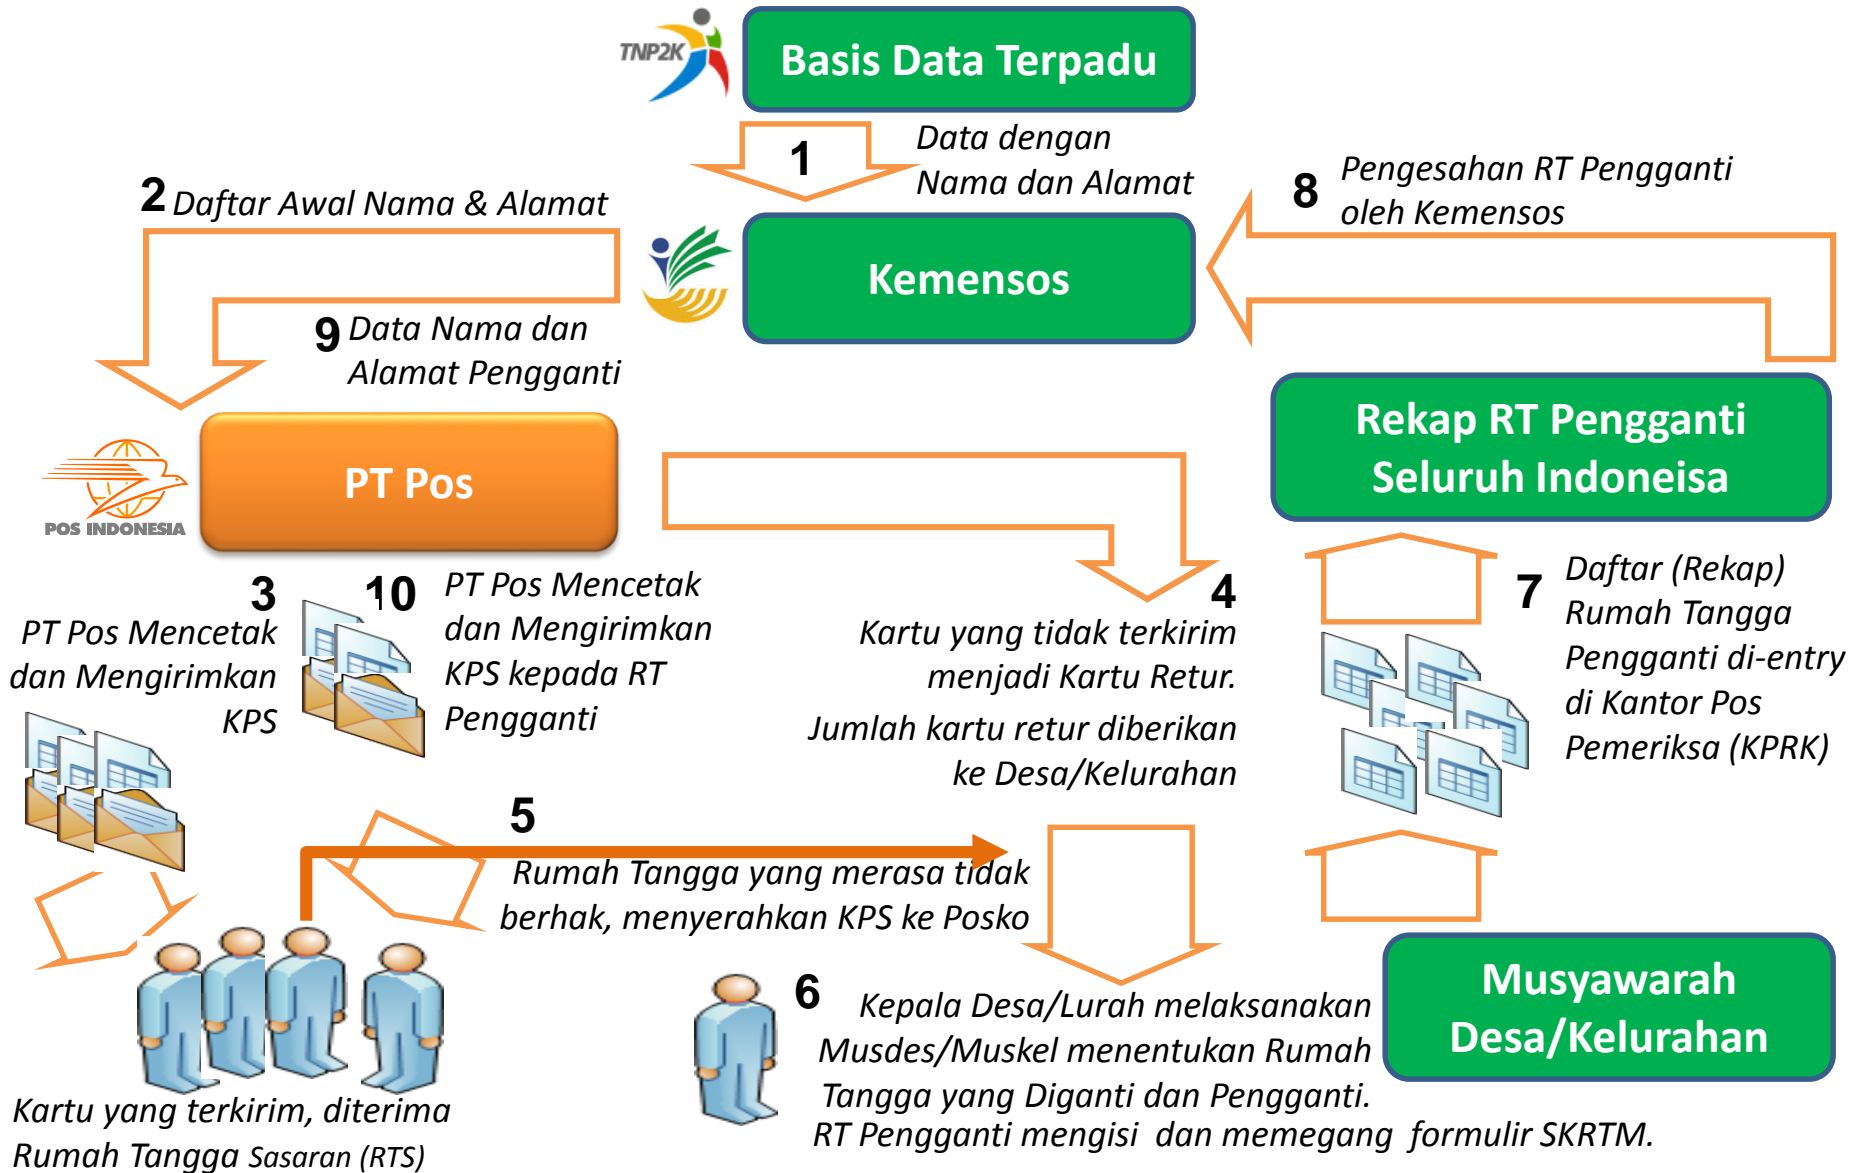 TNP2K
Basis Data Terpadu
1
Data dengan
Nama dan Alamat
2 Daftar Awal Nama & Alamat
8
Pengesahan RT Pengganti
oleh Kemensos
Kemensos
9 Data Nama dan
Alamat Pengganti
PT Pos
POS INDONESIA
Rekap RT Pengganti
Seluruh Indoneisa
3
PT Pos Mencetak
dan Mengirimkan
KPS
10
PT Pos Mencetak
dan Mengirimkan
KPS kepada RT
Pengganti
4
Kartu yang tidak terkirim
menjadi Kartu Retur.
Jumlah kartu retur diberikan
ke Desa/Kelurahan
7
Daftar (Rekap)
Rumah Tangga
Pengganti di-entry
di Kantor Pos
Pemeriksa (KPRK)
5
Rumah Tangga yang merasa tidak
berhak, menyerahkan KPS ke Posko
6
Kepala Desa/Lurah melaksanakan
Musdes/Muskel menentukan Rumah
Tangga yang Diganti dan Pengganti.
RT Pengganti mengisi dan memegang formulir SKRTM.
Musyawarah
Desa/Kelurahan
Kartu yang terkirim, diterima
Rumah Tangga Sasaran (RTS)